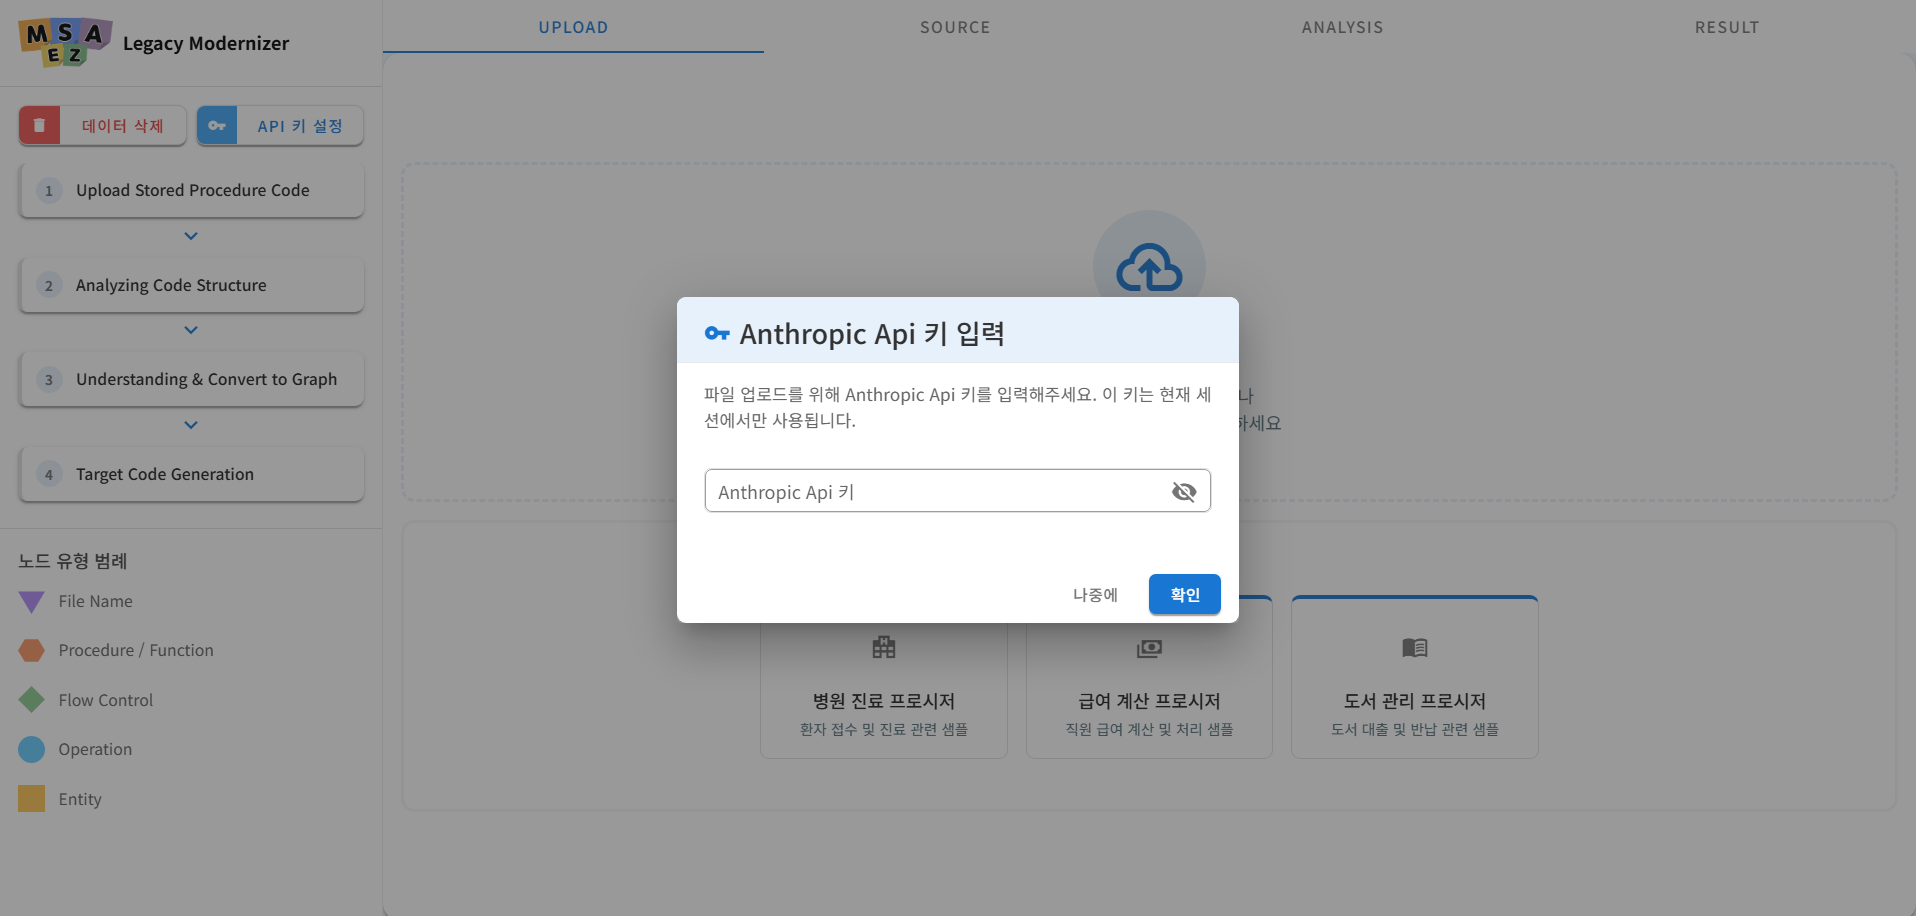 MSA
EZ
Legacy Modernizer
UPLOAD
SOURCE
ANALYSIS
RESULT
데이터 삭제
API 키 설정
1 Upload Stored Procedure Code
2 Analyzing Code Structure
3 Understanding & Convert to Graph
4 Target Code Generation
노드 유형 범례
File Name
Procedure / Function
Flow Control
Operation
Entity
Anthropic Api 키 입력
파일 업로드를 위해 Anthropic Api 키를 입력해주세요. 이 키는 현재 세
션에서만 사용됩니다.
Anthropic Api 키
나중에
확인
나
하세요
병원 진료 프로시저
환자 접수 및 진료 관련 샘플
급여 계산 프로시저
직원 급여 계산 및 처리 샘플
도서 관리 프로시저
도서 대출 및 반납 관련 샘플